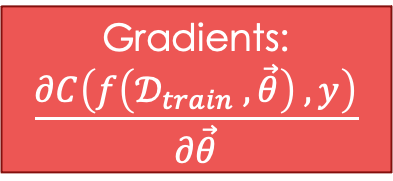 Gradients:
∂C(f(𝒟_train , θ⃗) , y)
∂θ⃗